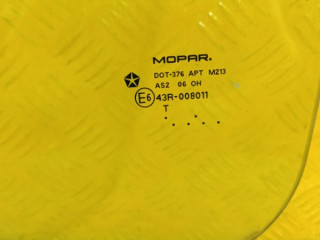 MOPAR.
DOT-376 APT M213
AS2 06 OH
E6 43R-008011
T